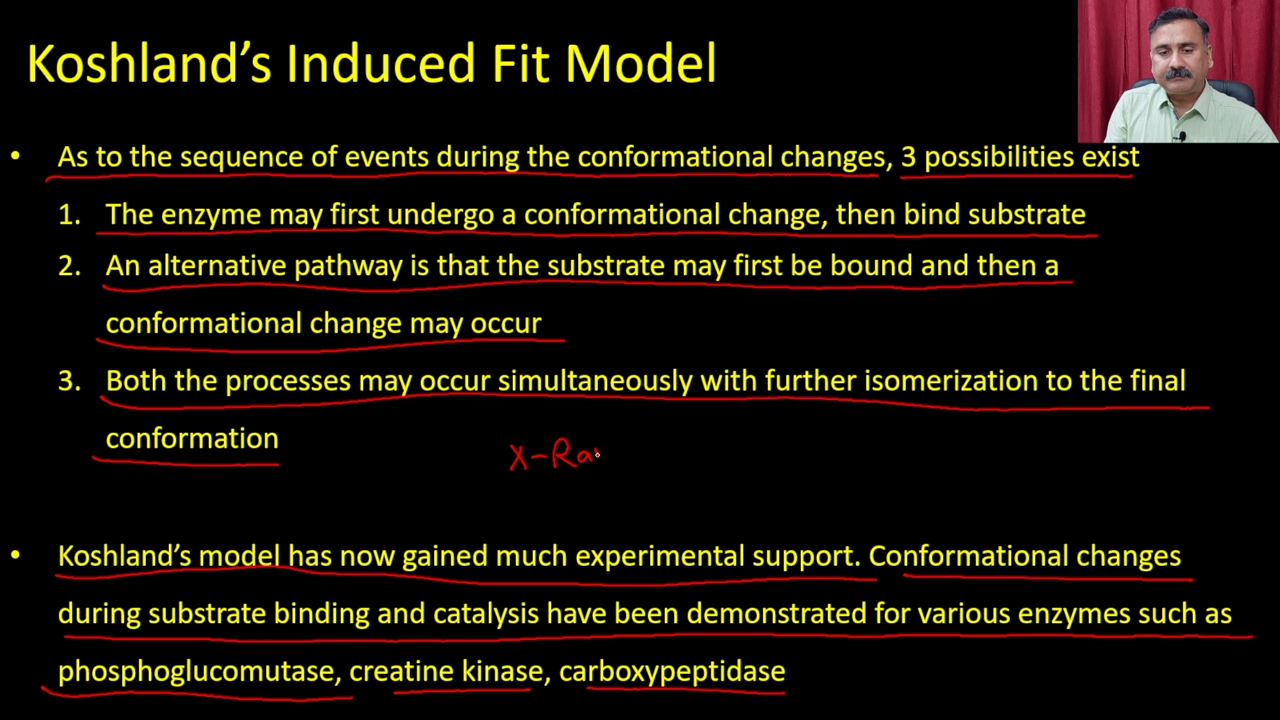 Koshland's Induced Fit Model
• As to the sequence of events during the conformational changes, 3 possibilities exist
1. The enzyme may first undergo a conformational change, then bind substrate
2. An alternative pathway is that the substrate may first be bound and then a
conformational change may occur
3. Both the processes may occur simultaneously with further isomerization to the final
conformation
X-Ra
• Koshland's model has now gained much experimental support. Conformational changes
during substrate binding and catalysis have been demonstrated for various enzymes such as
phosphoglucomutase, creatine kinase, carboxypeptidase